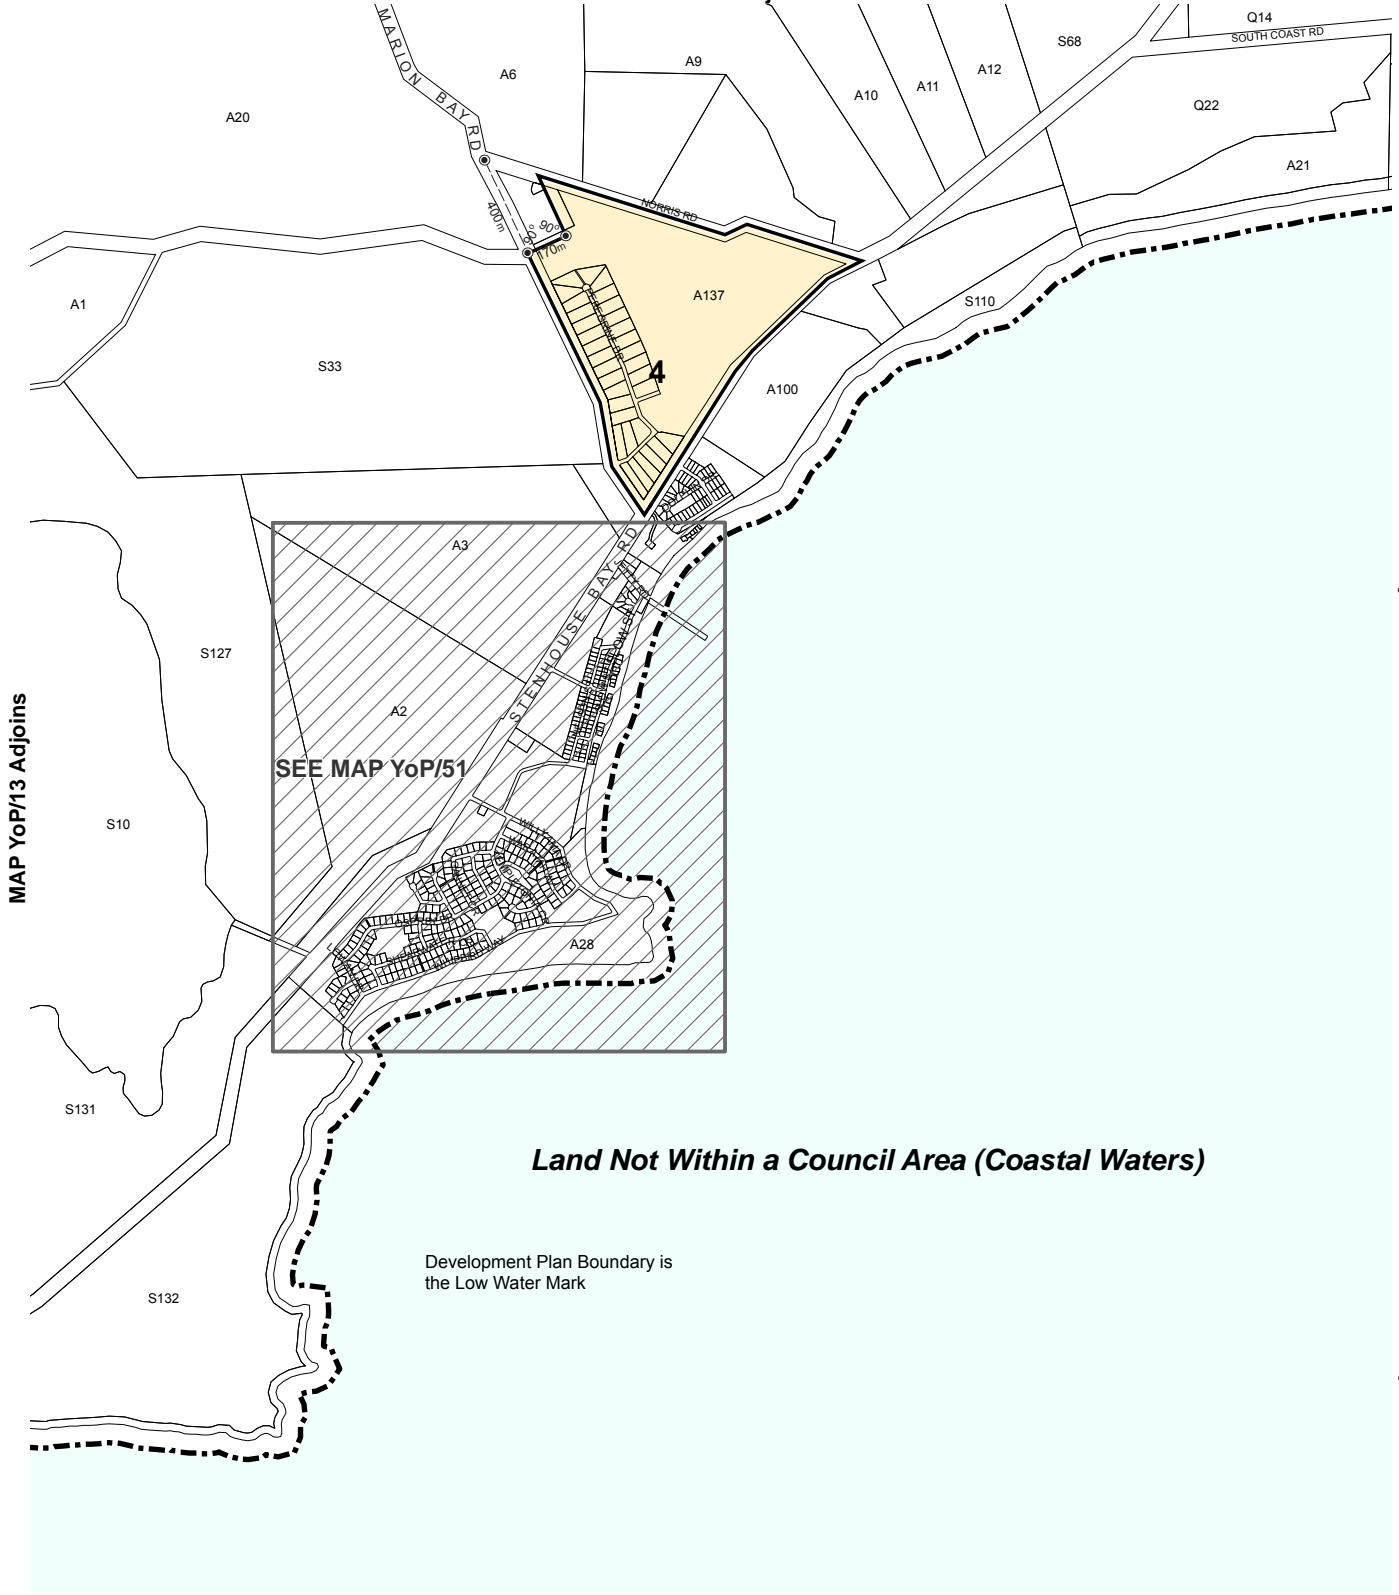 Q14
SOUTH COAST RD
MARION BAY RD
S68
A9
A12
A6
A11
A10
Q22
A20
A21
NORRIS RD
400m
90°
90°
170m
A137
S110
A1
PEREGRINE DR
S33
4
A100
A3
STENHOUSE BAY RD
S127
A2
SEE MAP YoP/51
MAP YoP/13 Adjoins
S10
A28
S131
Land Not Within a Council Area (Coastal Waters)
Development Plan Boundary is
the Low Water Mark
S132